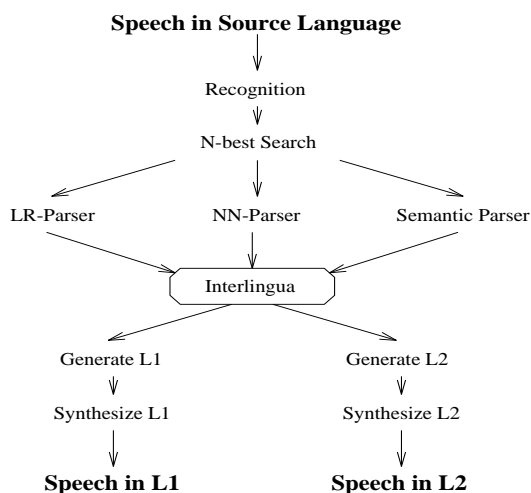 Speech in Source Language
Recognition
N-best Search
LR-Parser NN-Parser Semantic Parser
Interlingua
Generate L1 Generate L2
Synthesize L1 Synthesize L2
Speech in L1 Speech in L2